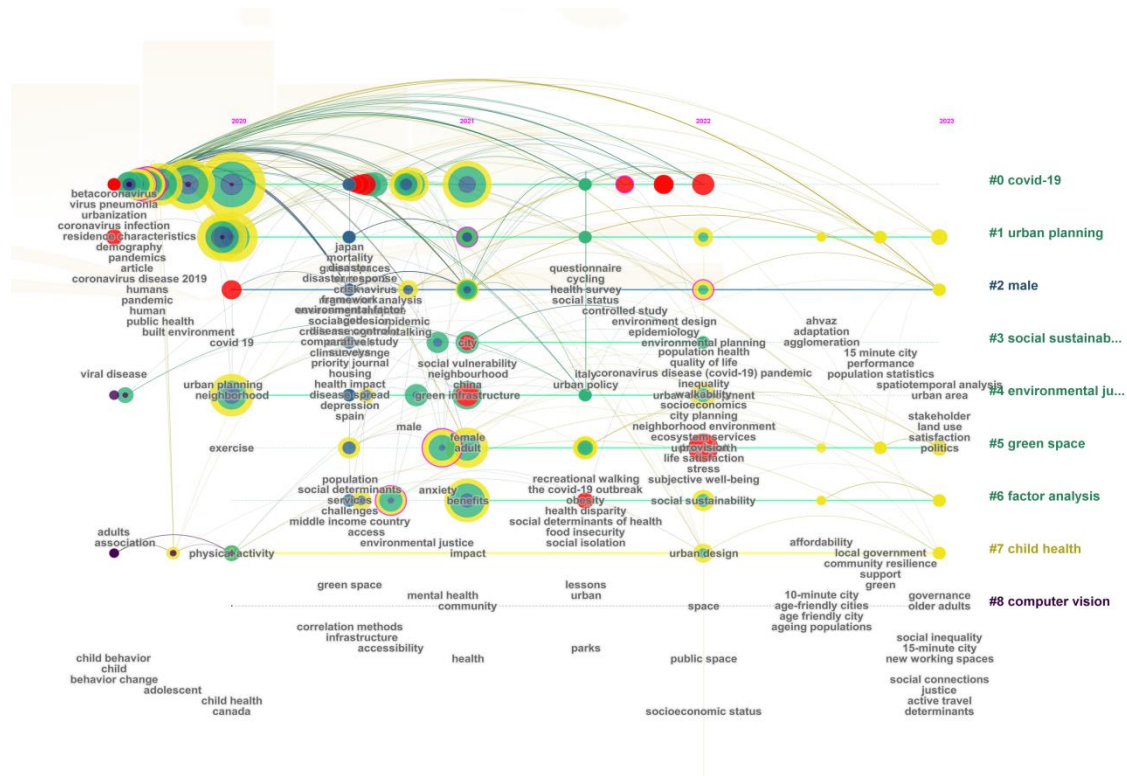 2020
2021
2022
2023
#0 covid-19
betacoronavirus
virus pneumonia
urbanization
coronavirus infection
residence characteristics
demography
pandemics
article
coronavirus disease 2019
humans
pandemic
human
public health
built environment
covid 19
#1 urban planning
japan
mortality
disaster
disaster response
framework
environmental factor
comparative study
climate change
priority journal
housing
health impact
disease spread
depression
spain
epidemic
questionnaire
cycling
health survey
social status
controlled study
#2 male
environment design
epidemiology
environmental planning
population health
quality of life
coronavirus disease (covid-19) pandemic
inequality
walkability
socioeconomics
city planning
neighborhood environment
ecosystem services
provision
life satisfaction
stress
subjective well-being
ahvaz
adaptation
agglomeration
#3 social sustainab...
city
social vulnerability
neighbourhood
china
green infrastructure
italy
urban policy
15 minute city
performance
population statistics
spatiotemporal analysis
urban area
viral disease
urban planning
neighborhood
#4 environmental ju...
stakeholder
land use
satisfaction
politics
male
female
adult
exercise
#5 green space
population
social determinants
services
challenges
middle income country
access
anxiety
benefits
recreational walking
the covid-19 outbreak
obesity
health disparity
social determinants of health
food insecurity
social isolation
social sustainability
#6 factor analysis
adults
association
physical activity
environmental justice
impact
urban design
affordability
local government
community resilience
support
green
#7 child health
green space
mental health
community
lessons
urban
space
10-minute city
age-friendly cities
age friendly city
ageing populations
governance
older adults
#8 computer vision
correlation methods
infrastructure
accessibility
health
parks
public space
social inequality
15-minute city
new working spaces
child behavior
child
behavior change
adolescent
child health
canada
socioeconomic status
social connections
justice
active travel
determinants